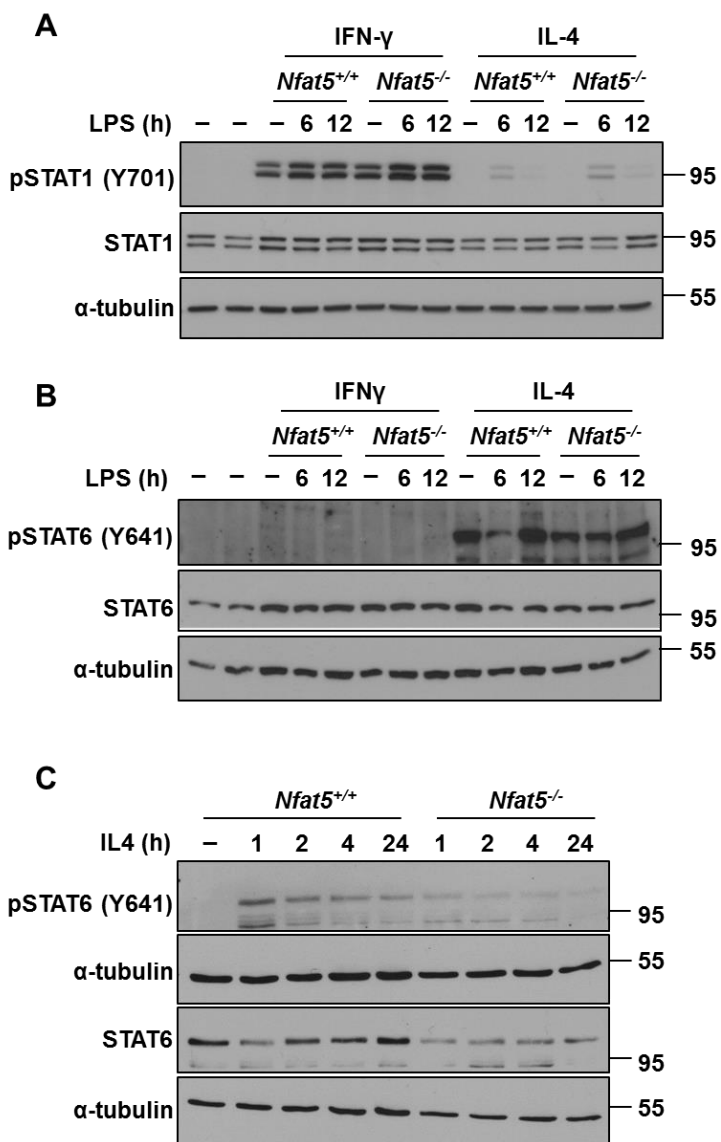 A
IFN-γ IL-4
Nfat5+/+ Nfat5-/- Nfat5+/+ Nfat5-/-
LPS (h) – – – 6 12 – 6 12 – 6 12 – 6 12
pSTAT1 (Y701) 95
STAT1 95
α-tubulin 55
B
IFNγ IL-4
Nfat5+/+ Nfat5-/- Nfat5+/+ Nfat5-/-
LPS (h) – – – 6 12 – 6 12 – 6 12 – 6 12
pSTAT6 (Y641) 95
STAT6 95
α-tubulin 55
C
Nfat5+/+ Nfat5-/-
IL4 (h) – 1 2 4 24 1 2 4 24
pSTAT6 (Y641) 95
α-tubulin 55
STAT6 95
α-tubulin 55